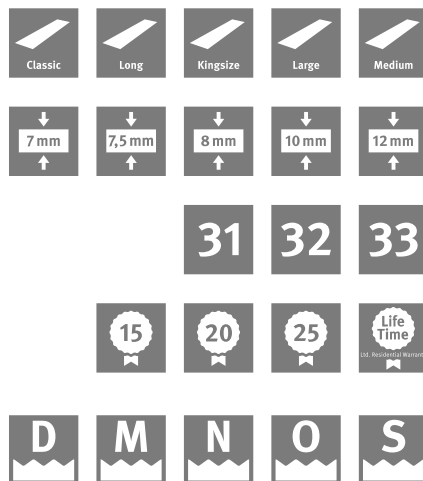 Classic Long Kingsize Large Medium
7 mm 7,5 mm 8 mm 10 mm 12 mm
31 32 33
15 20 25 Life
Time
Ltd. Residential Warrant
D M N O S